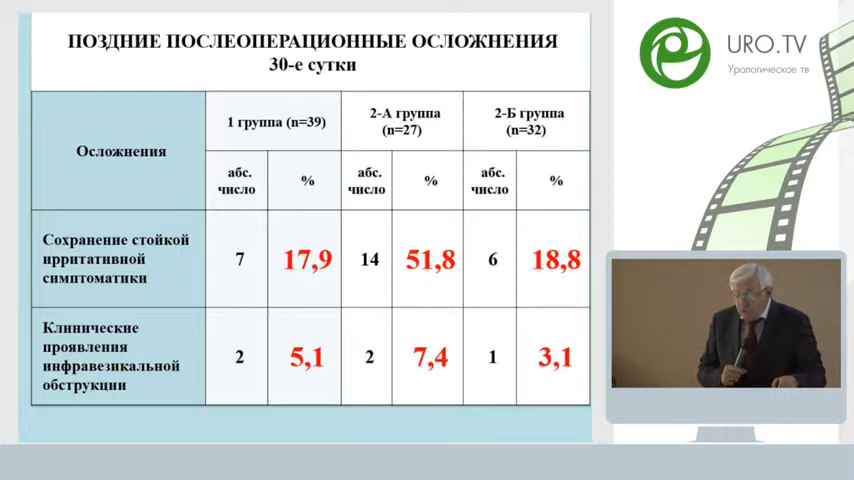 ПОЗДНИЕ ПОСЛЕОПЕРАЦИОННЫЕ ОСЛОЖНЕНИЯ
30-е сутки
Осложнения
1 группа (n=39)
2-А группа
(n=27)
2-Б группа
(n=32)
абс.
число
%
абс.
число
%
абс.
число
%
Сохранение стойкой
ирритативной
симптоматики
7
17,9
14
51,8
6
18,8
Клинические
проявления
инфравезикальной
обструкции
2
5,1
2
7,4
1
3,1
URO.TV
Урологическое тв